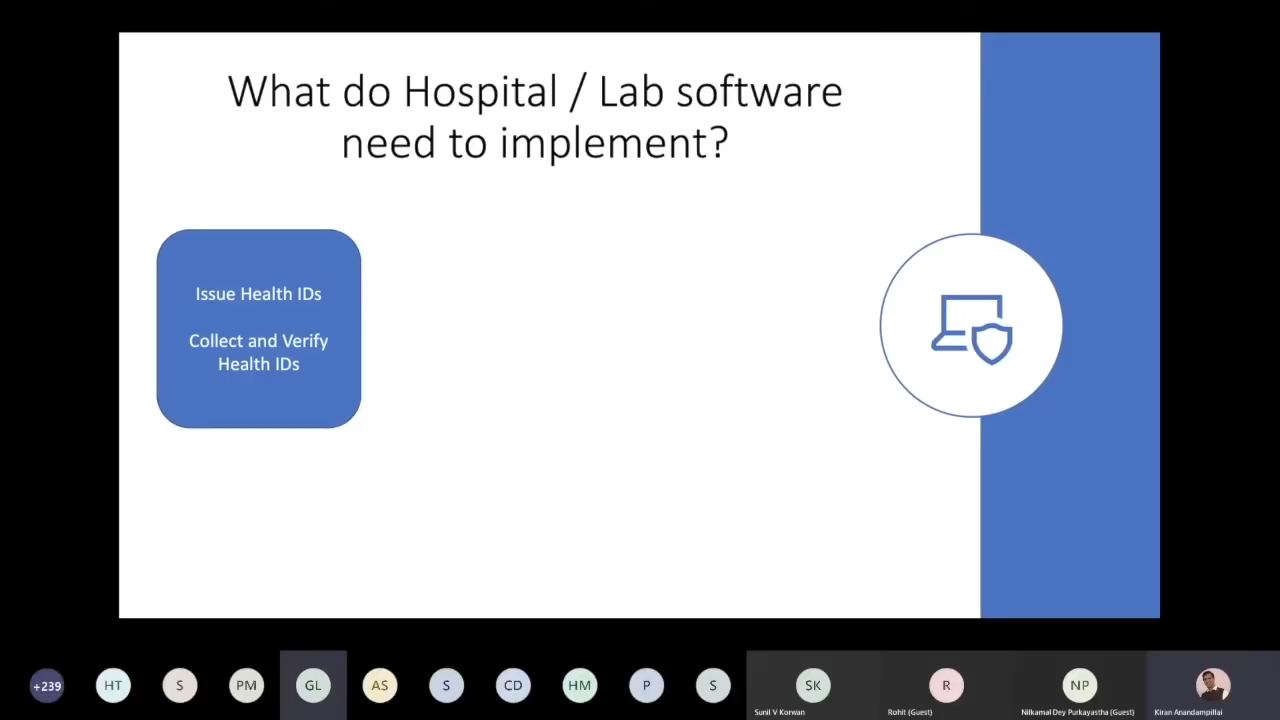 What do Hospital / Lab software
need to implement?
Issue Health IDs
Collect and Verify
Health IDs
+239
HT
S
PM
GL
AS
S
CD
HM
P
S
SK
R
NP
Sunil V Korwan
Rohit (Guest)
Nilkamal Dey Purkayastha (Guest)
Kiran Anandampillai